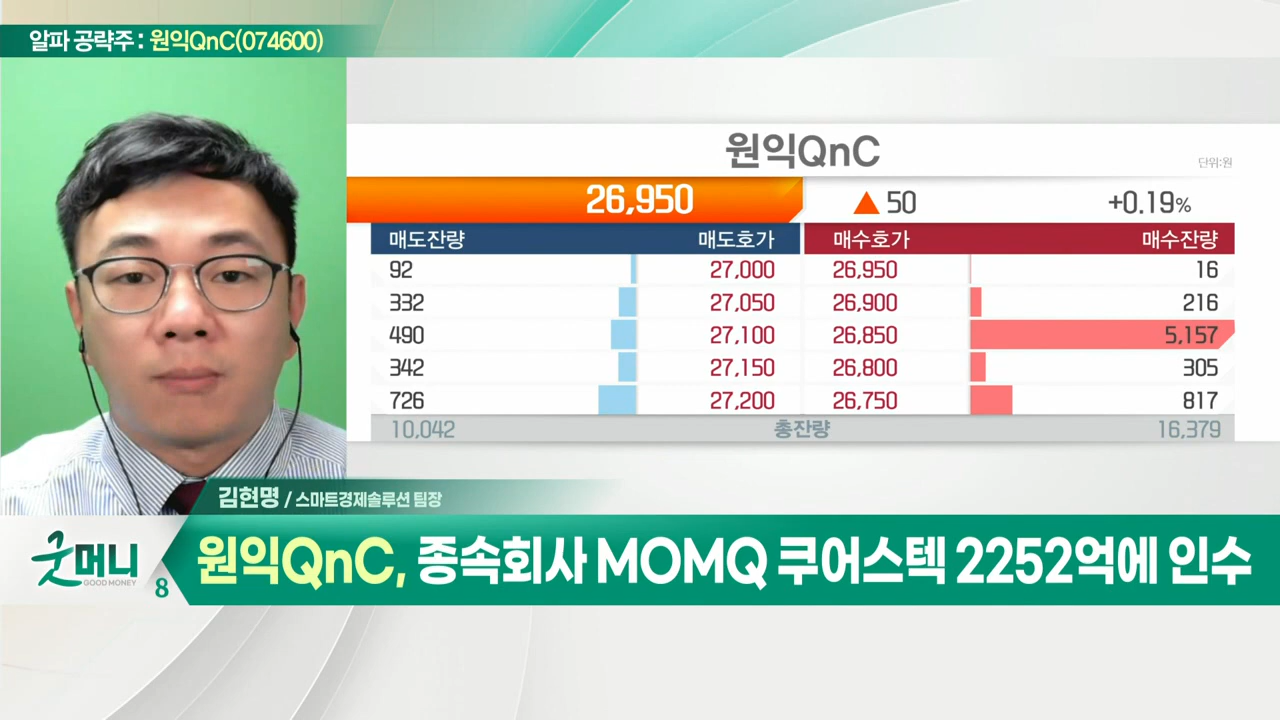 알파 공략주 : 원익QnC(074600)
원익QnC
단위:원
26,950 ▲ 50 +0.19%
매도잔량 매도호가 매수호가 매수잔량
92 27,000 26,950 16
332 27,050 26,900 216
490 27,100 26,850 5,157
342 27,150 26,800 305
726 27,200 26,750 817
10,042 총잔량 16,379
김현명 / 스마트경제솔루션 팀장
굿머니
GOOD MONEY
8
원익QnC, 종속회사 MOMQ 쿠어스텍 2252억에 인수